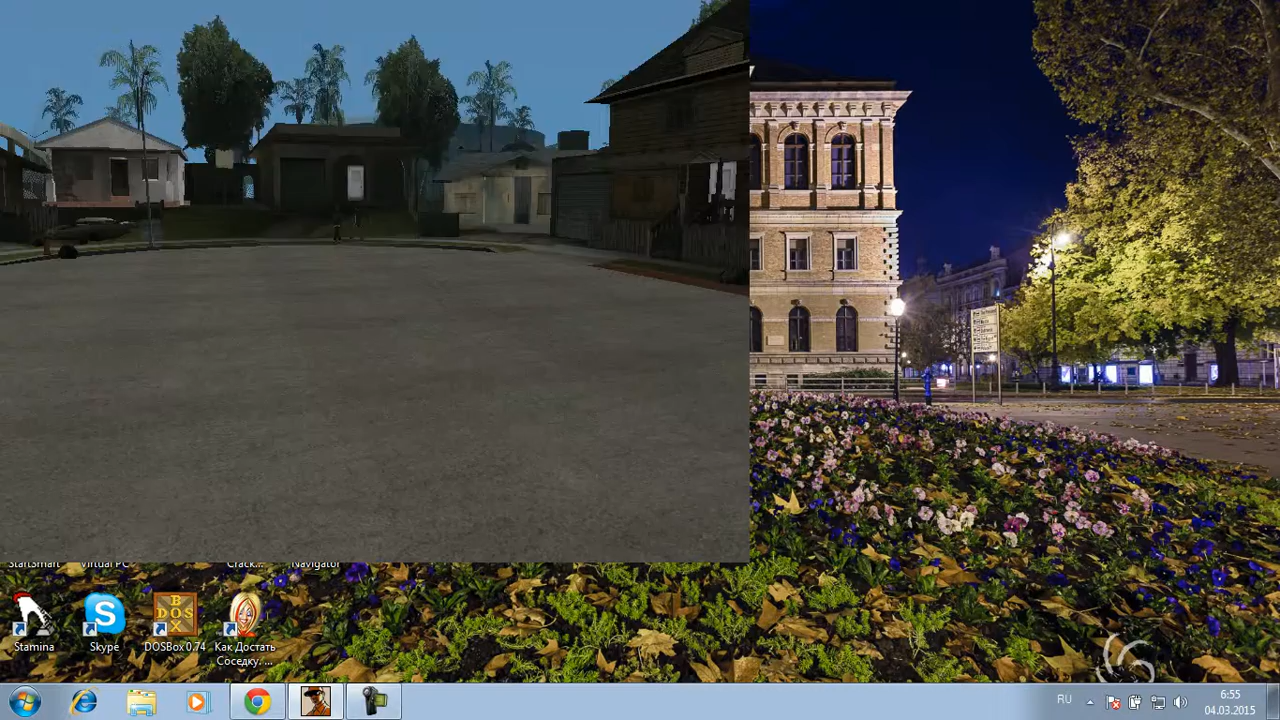 StartSmart
Virtual PC
Crack...
Navigator
Stamina
Skype
DOSBox 0.74
Как Достать
Соседку. ...
RU
6:55
04.03.2015